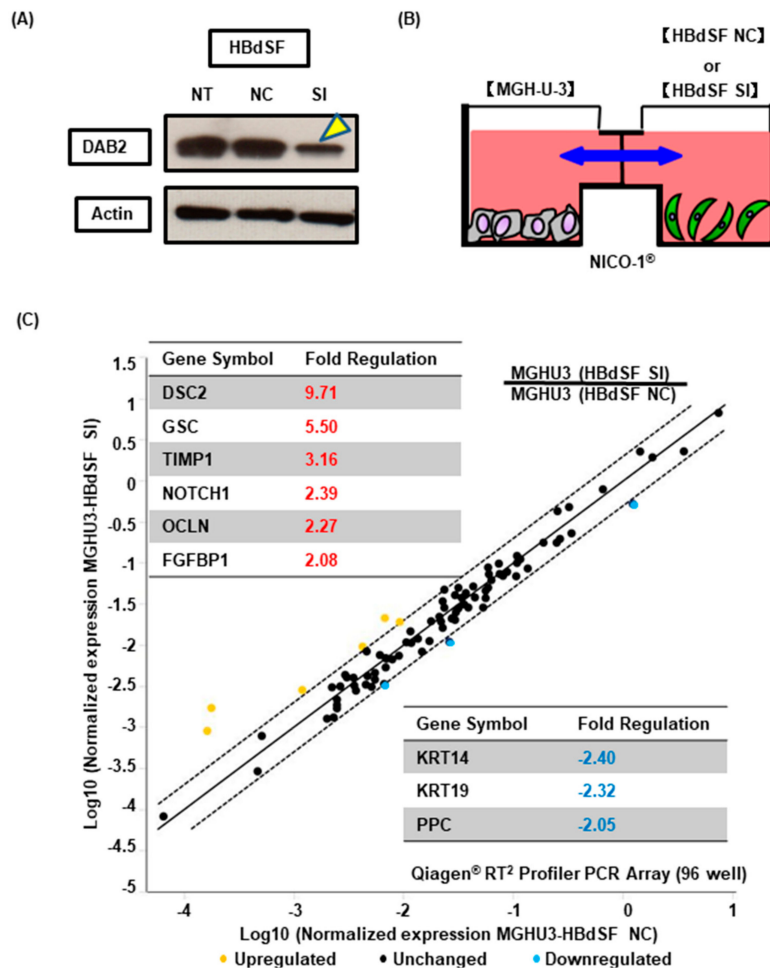 (A)
HBdSF
NT NC SI
DAB2
Actin
(B)
【HBdSF NC】
or
【MGH-U-3】 【HBdSF SI】
NICO-1®
(C)
Gene Symbol Fold Regulation
DSC2 9.71
GSC 5.50
TIMP1 3.16
NOTCH1 2.39
OCLN 2.27
FGFBP1 2.08
MGHU3 (HBdSF SI)
MGHU3 (HBdSF NC)
Log10 (Normalized expression MGHU3-HBdSF SI)
1.5
1
0.5
0
-0.5
-1
-1.5
-2
-2.5
-3
-3.5
-4
-4.5
-5
Gene Symbol Fold Regulation
KRT14 -2.40
KRT19 -2.32
PPC -2.05
Qiagen® RT² Profiler PCR Array (96 well)
-4 -3 -2 -1 0 1
Log10 (Normalized expression MGHU3-HBdSF NC)
Upregulated Unchanged Downregulated